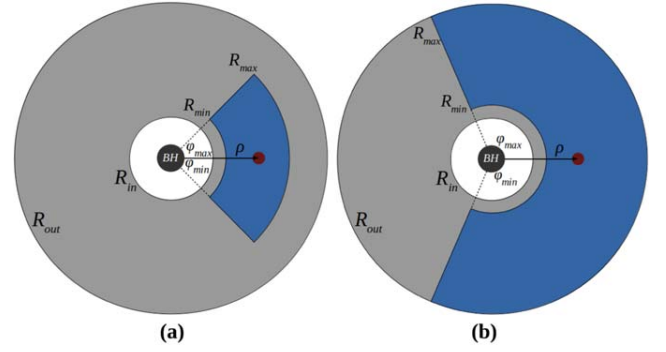 R_max
R_min
φ_max
BH
ρ
φ_min
R_in
R_out
(a)
R_max
R_min
φ_max
BH
ρ
φ_min
R_in
R_out
(b)